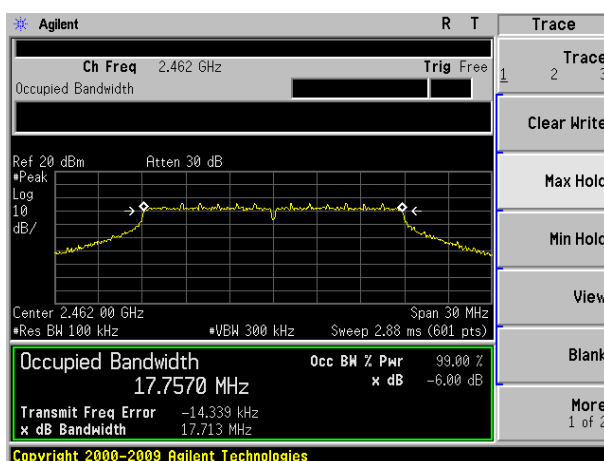 Agilent R T Trace
Ch Freq 2.462 GHz Trig Free
Occupied Bandwidth
Trace
1 2 3
Clear Write
Max Hold
Min Hold
View
Blank
More
1 of 2
Ref 20 dBm Atten 30 dB
#Peak
Log
10
dB/
Center 2.462 00 GHz Span 30 MHz
#Res BW 100 kHz #VBW 300 kHz Sweep 2.88 ms (601 pts)
Occupied Bandwidth Occ BW % Pwr 99.00 %
17.7570 MHz x dB -6.00 dB
Transmit Freq Error -14.339 kHz
x dB Bandwidth 17.713 MHz
Copyright 2000-2009 Agilent Technologies